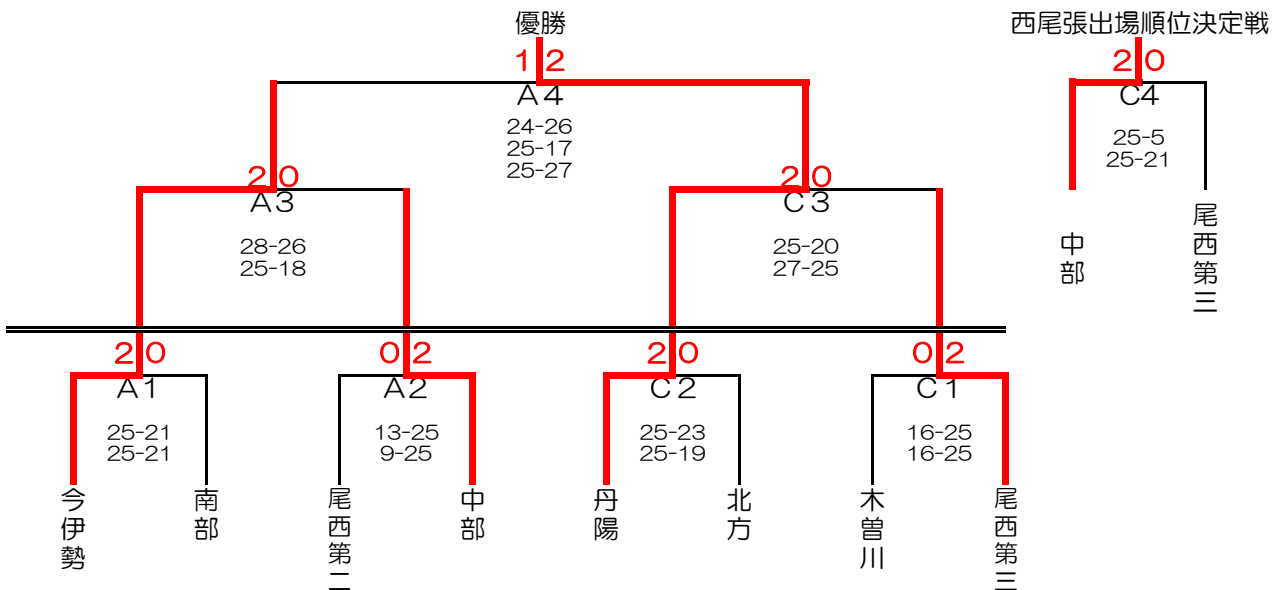 優勝
西尾張出場順位決定戦
1 2
2 0
A4
C4
24-26
25-17
25-27
25-5
25-21
2 0
2 0
A3
C3
28-26
25-18
25-20
27-25
中部
尾西第三
2 0
0 2
2 0
0 2
A1
A2
C2
C1
25-21
25-21
13-25
9-25
25-23
25-19
16-25
16-25
今伊勢
南部
尾西第二
中部
丹陽
北方
木曽川
尾西第三